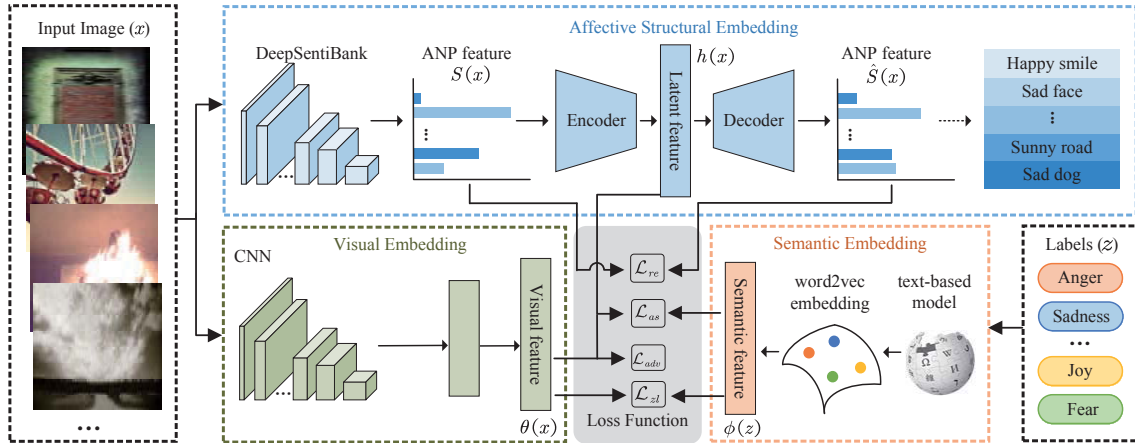 Input Image (x)
...
Affective Structural Embedding
DeepSentiBank
...
ANP feature
S(x)
...
Encoder
Latent feature
h(x)
Decoder
ANP feature
Ŝ(x)
...
Happy smile
Sad face
...
Sunny road
Sad dog
Visual Embedding
CNN
...
Visual feature
θ(x)
ℒre
ℒas
ℒadv
ℒzl
Loss Function
Semantic Embedding
Semantic feature
ϕ(z)
word2vec
embedding
text-based
model
W
Labels (z)
Anger
Sadness
...
Joy
Fear